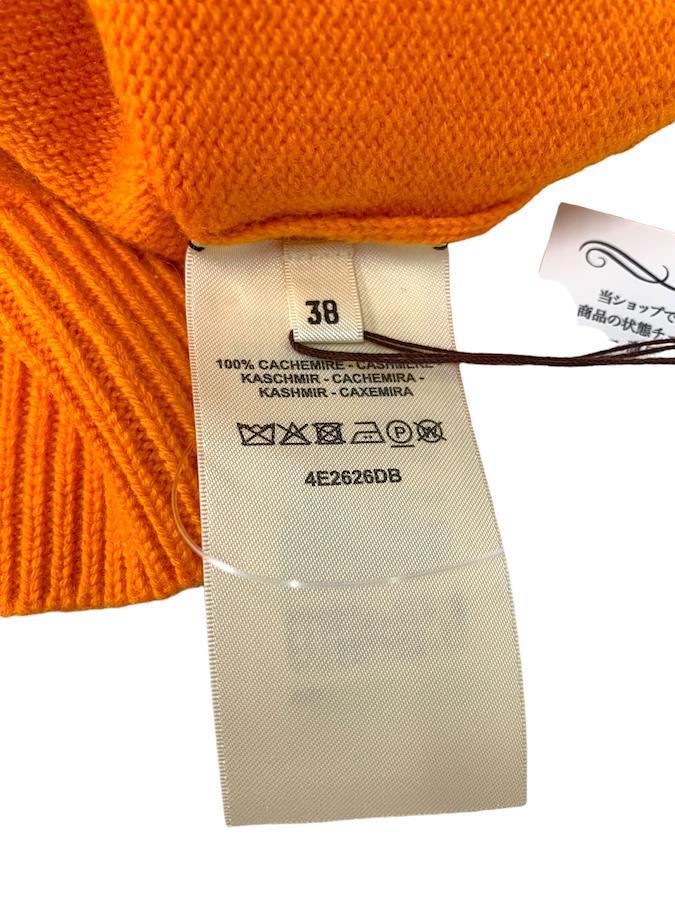 38
100% CACHEMIRE - CASHMERE
KASCHMIR - CACHEMIRA -
KASHMIR - CAXEMIRA
P W
4E2626DB
当ショップで
商品の状態チ